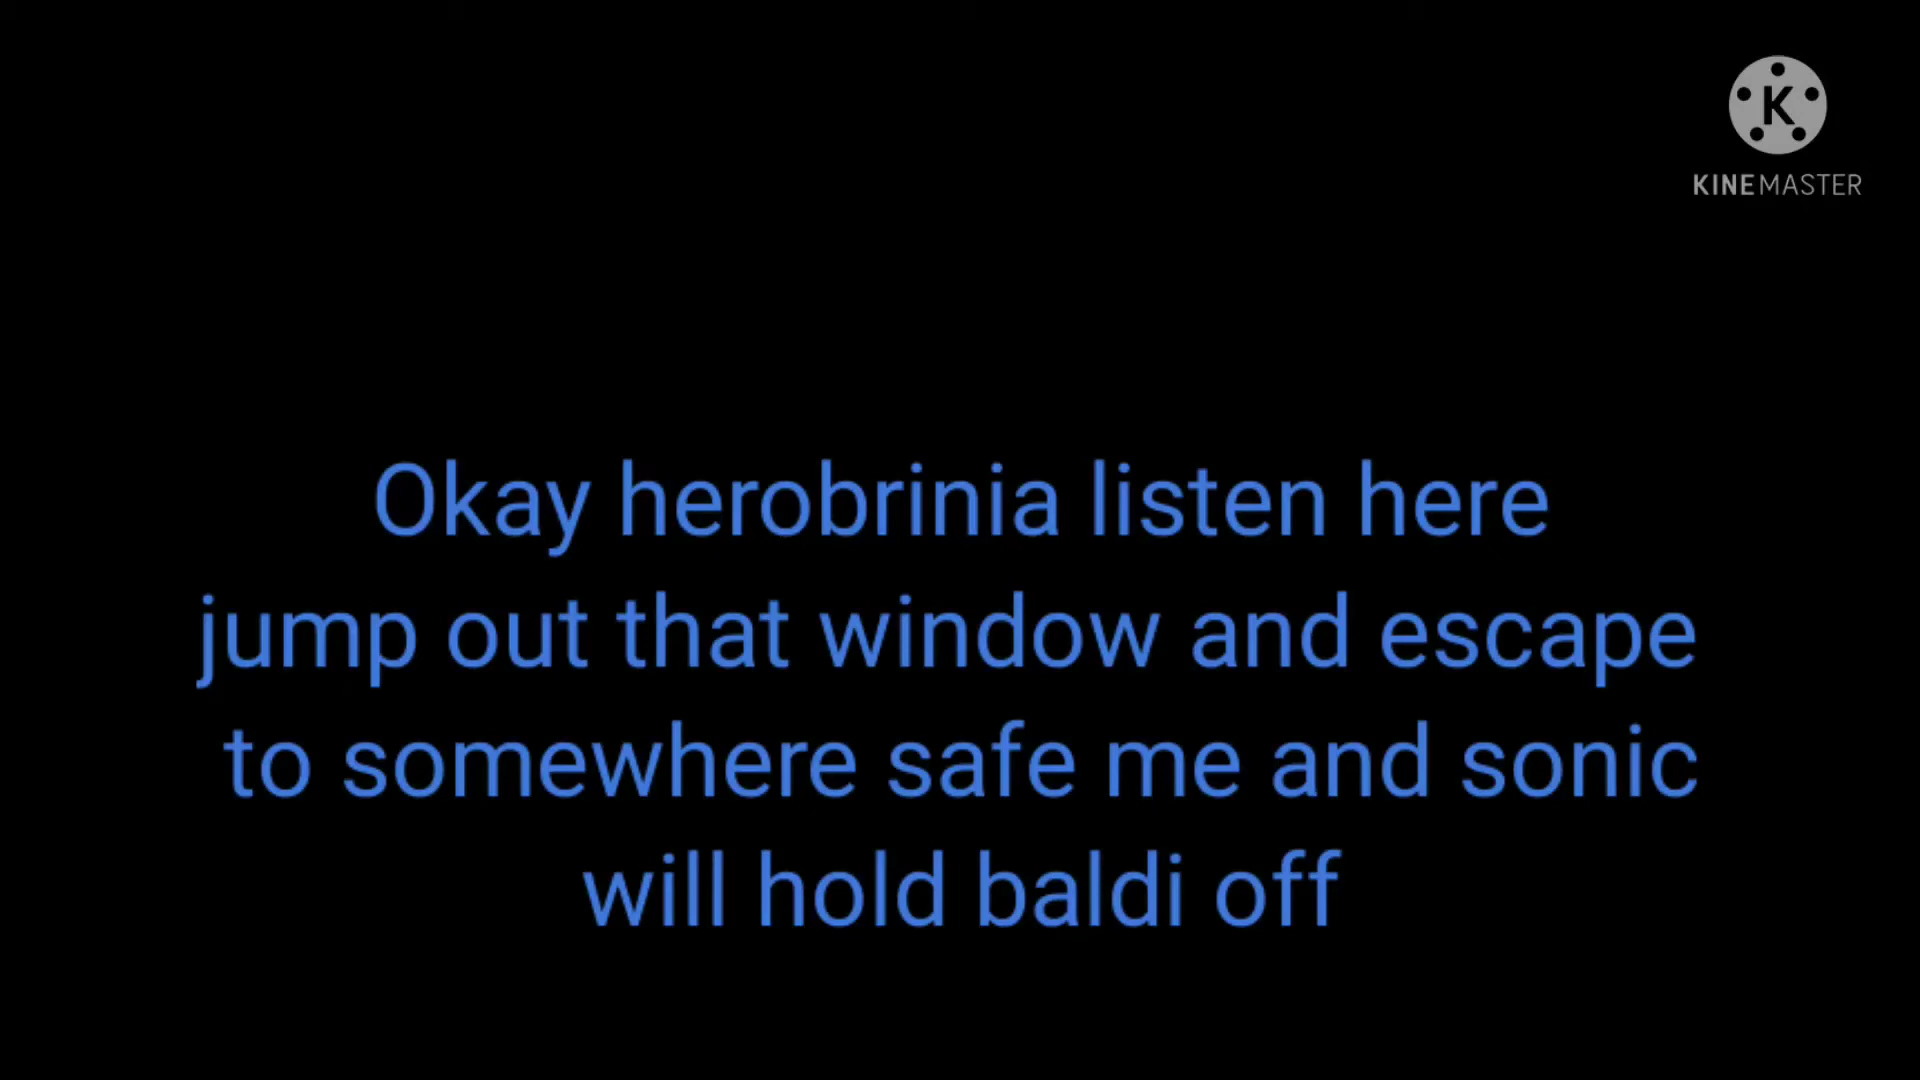 K
KINEMASTER
Okay herobrinia listen here
jump out that window and escape
to somewhere safe me and sonic
will hold baldi off